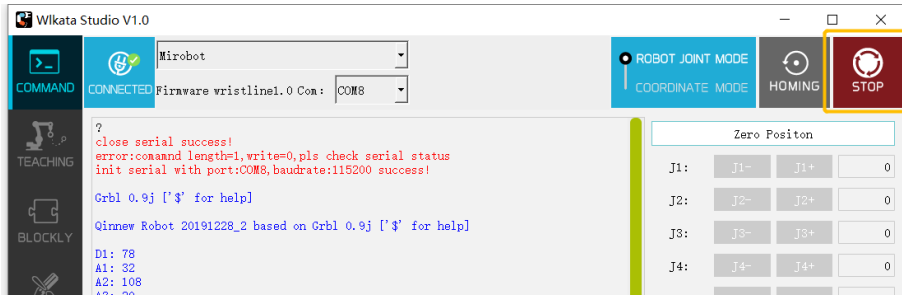 Wlkata Studio V1.0
COMMAND
CONNECTED
Mirobot
Firmware wristline1.0 Com: COM8
ROBOT JOINT MODE
COORDINATE MODE
HOMING
STOP
TEACHING
BLOCKLY
?
close serial success!
error:comamnd length=1,write=0,pls check serial status
init serial with port:COM8,baudrate:115200 success!
Grbl 0.9j ['$' for help]
Qinnew Robot 20191228_2 based on Grbl 0.9j ['$' for help]
D1: 78
A1: 32
A2: 108
Zero Positon
J1: J1- J1+ 0
J2: J2- J2+ 0
J3: J3- J3+ 0
J4: J4- J4+ 0